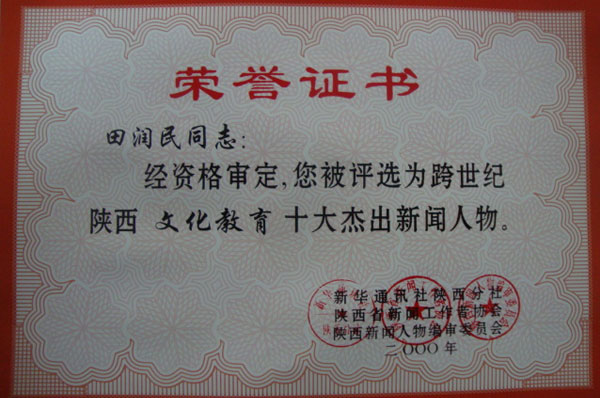 荣誉证书
田润民同志:
经资格审定,您被评选为跨世纪
陕西 文化教育 十大杰出新闻人物。
新华通讯社陕西分社
陕西省新闻工作者协会
陕西新闻人物编审委员会
二000年